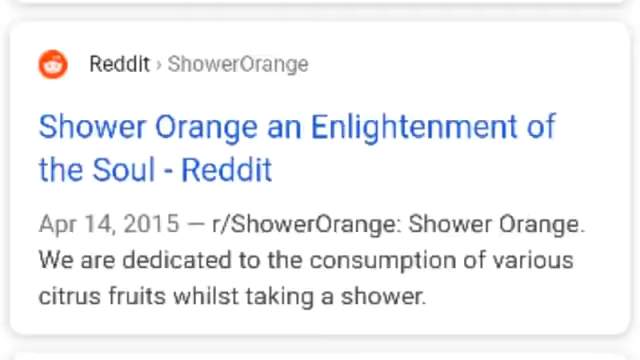 Reddit › ShowerOrange
Shower Orange an Enlightenment of
the Soul - Reddit
Apr 14, 2015 — r/ShowerOrange: Shower Orange.
We are dedicated to the consumption of various
citrus fruits whilst taking a shower.